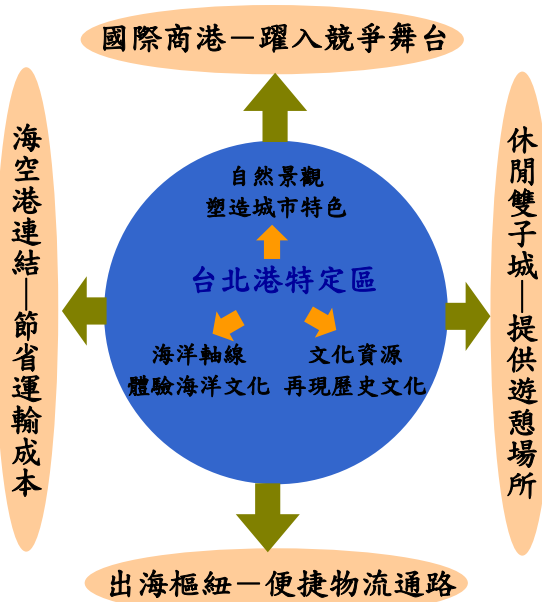 國際商港－躍入競爭舞台
海空港連結—節省運輸成本
自然景觀
塑造城市特色
台北港特定區
海洋軸線
體驗海洋文化
文化資源
再現歷史文化
休閒雙子城—提供遊憩場所
出海樞紐－便捷物流通路